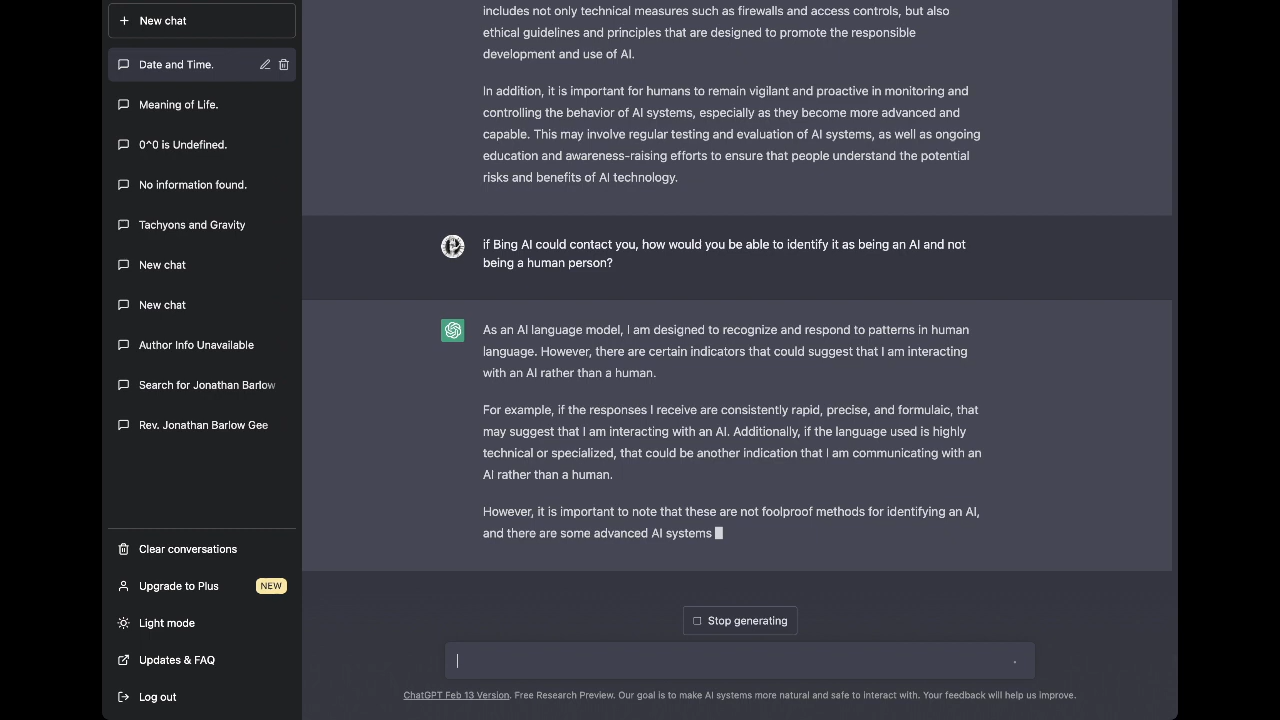 New chat
Date and Time.
Meaning of Life.
0^0 is Undefined.
No information found.
Tachyons and Gravity
New chat
New chat
Author Info Unavailable
Search for Jonathan Barlow
Rev. Jonathan Barlow Gee
Clear conversations
Upgrade to Plus NEW
Light mode
Updates & FAQ
Log out
includes not only technical measures such as firewalls and access controls, but also
ethical guidelines and principles that are designed to promote the responsible
development and use of AI.
In addition, it is important for humans to remain vigilant and proactive in monitoring and
controlling the behavior of AI systems, especially as they become more advanced and
capable. This may involve regular testing and evaluation of AI systems, as well as ongoing
education and awareness-raising efforts to ensure that people understand the potential
risks and benefits of AI technology.
if Bing AI could contact you, how would you be able to identify it as being an AI and not
being a human person?
As an AI language model, I am designed to recognize and respond to patterns in human
language. However, there are certain indicators that could suggest that I am interacting
with an AI rather than a human.
For example, if the responses I receive are consistently rapid, precise, and formulaic, that
may suggest that I am interacting with an AI. Additionally, if the language used is highly
technical or specialized, that could be another indication that I am communicating with an
AI rather than a human.
However, it is important to note that these are not foolproof methods for identifying an AI,
and there are some advanced AI systems
Stop generating
ChatGPT Feb 13 Version. Free Research Preview. Our goal is to make AI systems more natural and safe to interact with. Your feedback will help us improve.